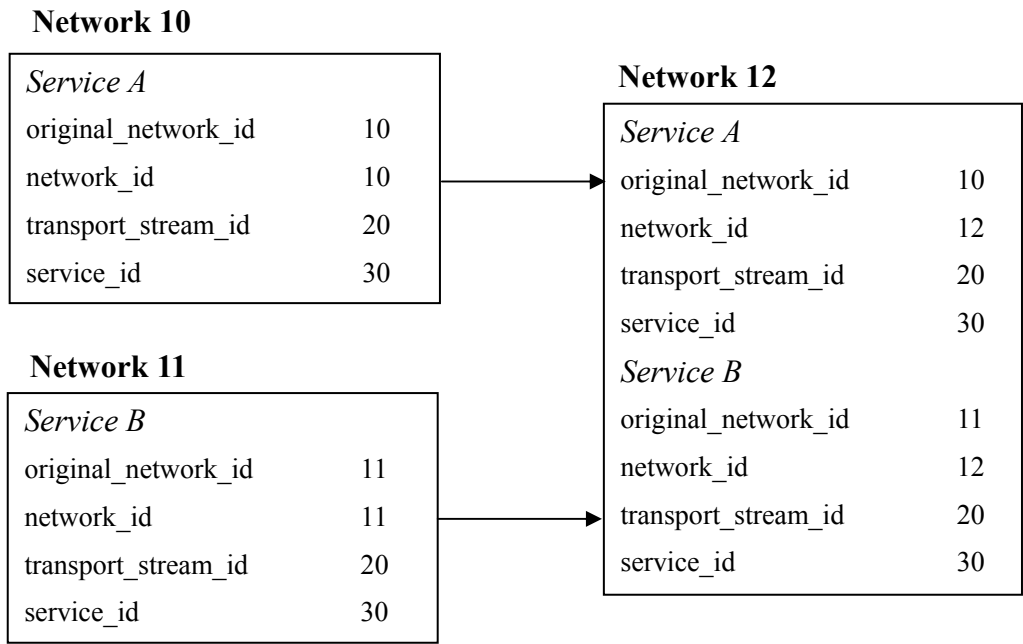 Network 10
Service A
original_network_id 10
network_id 10
transport_stream_id 20
service_id 30
Network 11
Service B
original_network_id 11
network_id 11
transport_stream_id 20
service_id 30
Network 12
Service A
original_network_id 10
network_id 12
transport_stream_id 20
service_id 30
Service B
original_network_id 11
network_id 12
transport_stream_id 20
service_id 30